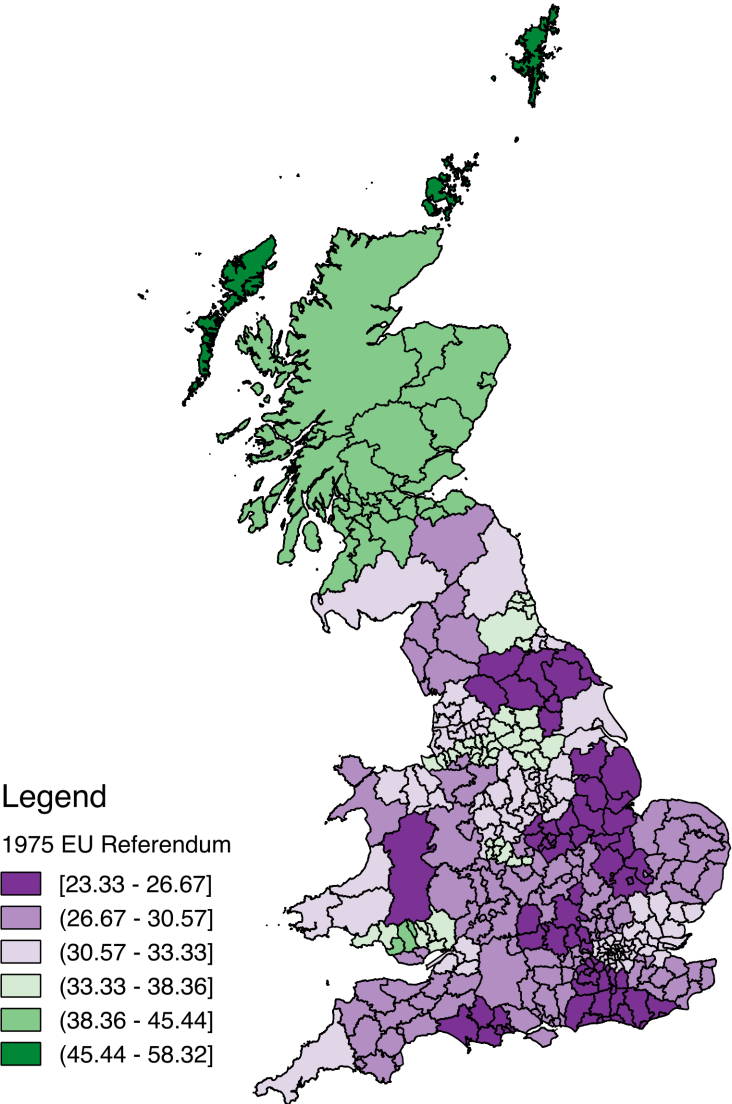 Legend
1975 EU Referendum
[23.33 - 26.67]
(26.67 - 30.57]
(30.57 - 33.33]
(33.33 - 38.36]
(38.36 - 45.44]
(45.44 - 58.32]